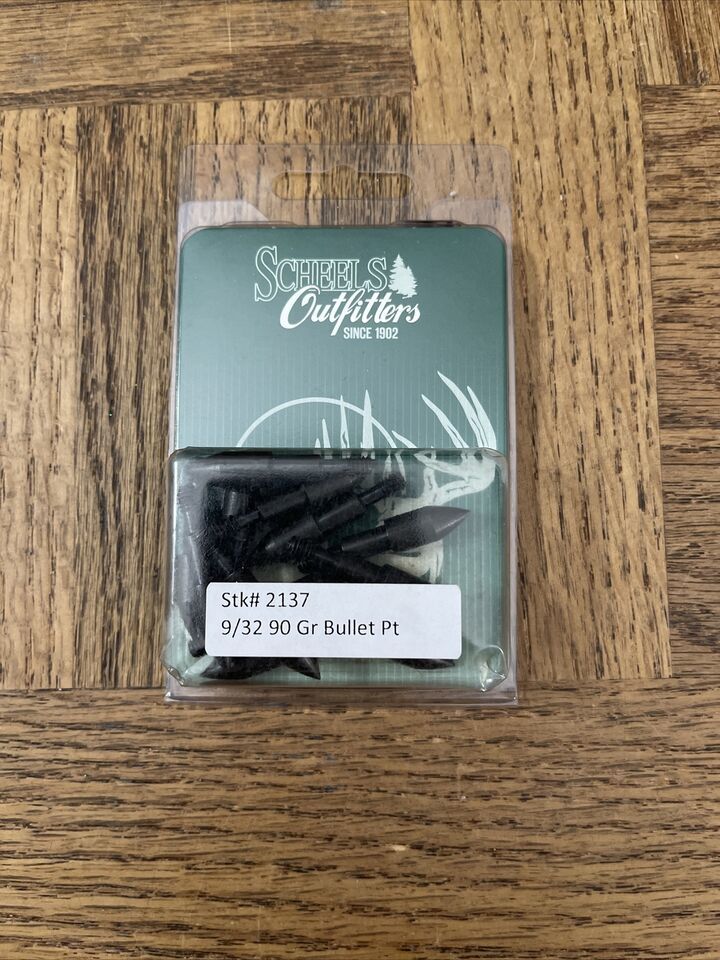 SCHEELS
Outfitters
SINCE 1902
Stk# 2137
9/32 90 Gr Bullet Pt